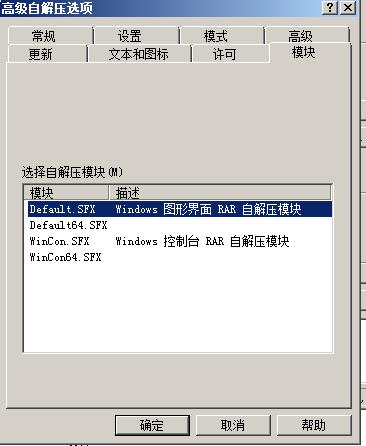 高级自解压选项
常规 设置 模式 高级
更新 文本和图标 许可 模块
选择自解压模块(M)
模块 描述
Default.SFX Windows 图形界面 RAR 自解压模块
Default64.SFX
WinCon.SFX Windows 控制台 RAR 自解压模块
WinCon64.SFX
确定 取消 帮助